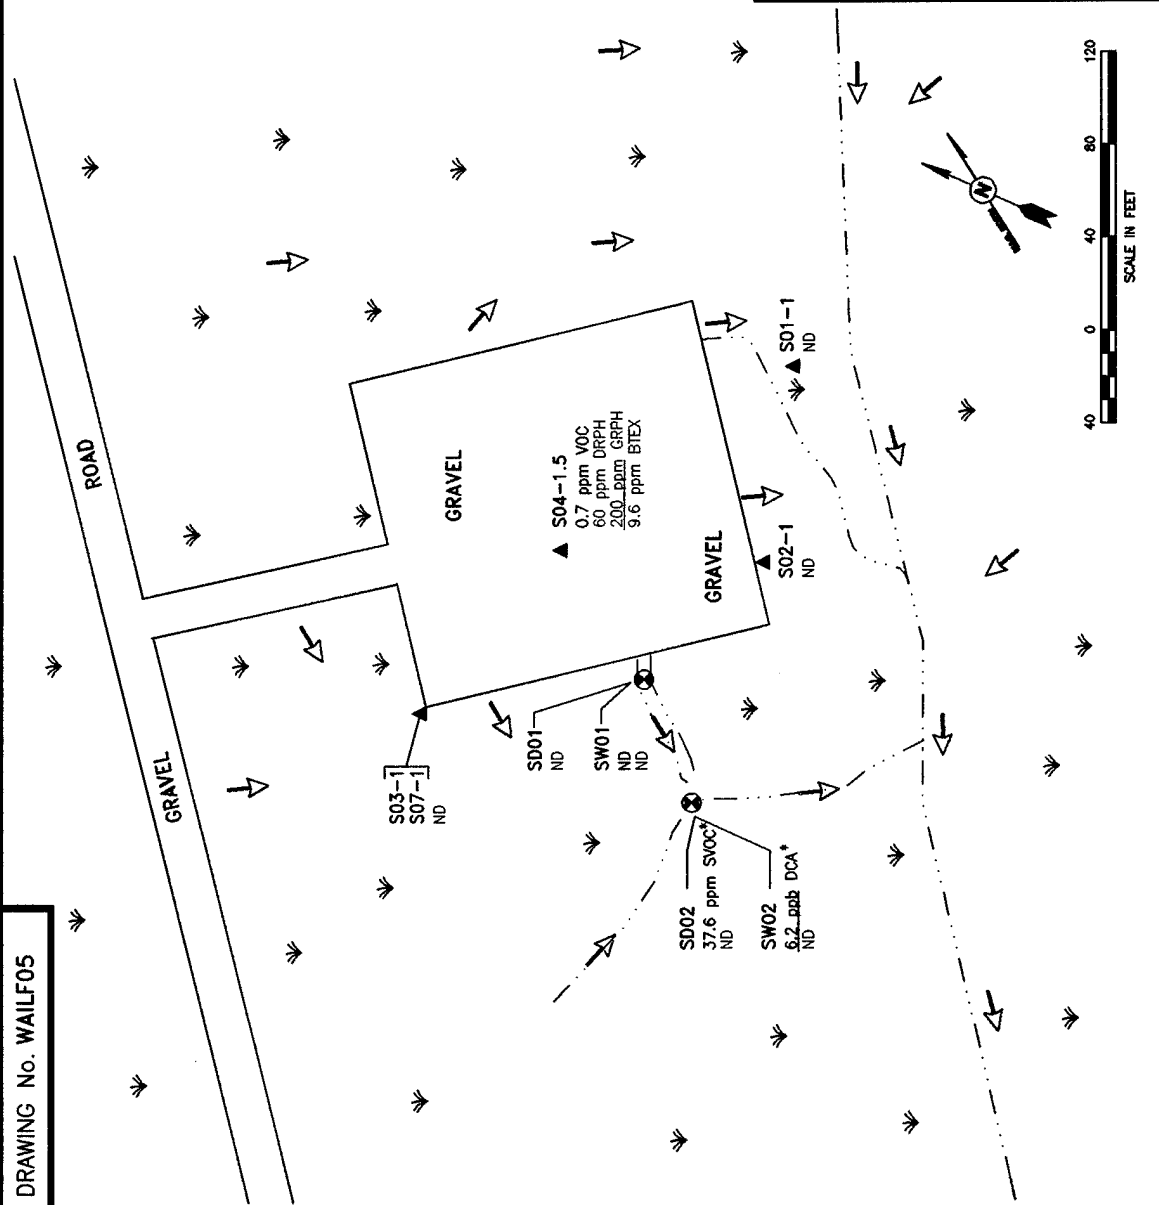 DRAWING No. WAILF05
ROAD
GRAVEL
GRAVEL
GRAVEL
S04-1.5
0.7 ppm VOC
60 ppm DRPH
200 ppm GRPH
9.6 ppm BTEX
S01-1
ND
S02-1
ND
S03-1
S07-1
ND
SD01
ND
SW01
ND
ND
SD02
37.6 ppm SVOC*
ND
SW02
6.2 ppb DCA*
ND
N
40 0 40 80 120
SCALE IN FEET